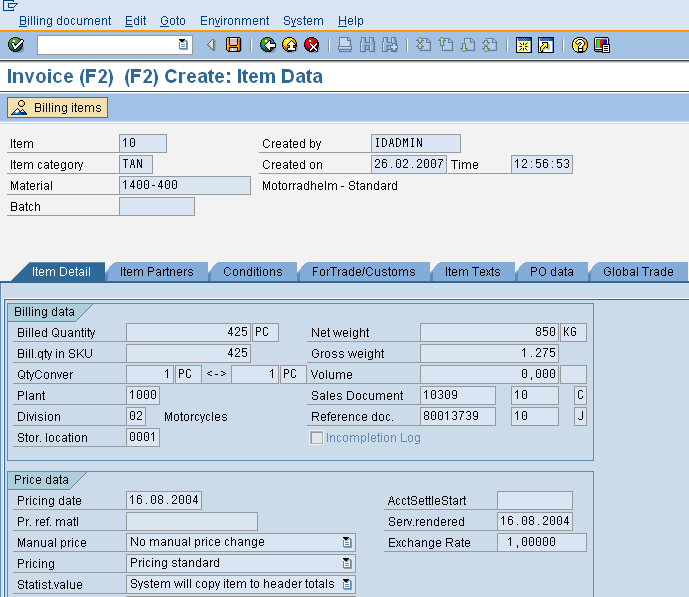 Billing document Edit Goto Environment System Help
Invoice (F2) (F2) Create: Item Data
Billing items
Item 10 Created by IDADMIN
Item category TAN Created on 26.02.2007 Time 12:56:53
Material 1400-400 Motorradhelm - Standard
Batch
Item Detail Item Partners Conditions ForTrade/Customs Item Texts PO data Global Trade
Billing data
Billed Quantity 425 PC Net weight 850 KG
Bill.qty in SKU 425 Gross weight 1.275
QtyConver 1 PC <-> 1 PC Volume 0,000
Plant 1000 Sales Document 10309 10 C
Division 02 Motorcycles Reference doc. 80013739 10 J
Stor. location 0001 Incompletion Log
Price data
Pricing date 16.08.2004 AcctSettleStart
Pr. ref. matl Serv.rendered 16.08.2004
Manual price No manual price change Exchange Rate 1,00000
Pricing Pricing standard
Statist.value System will copy item to header totals